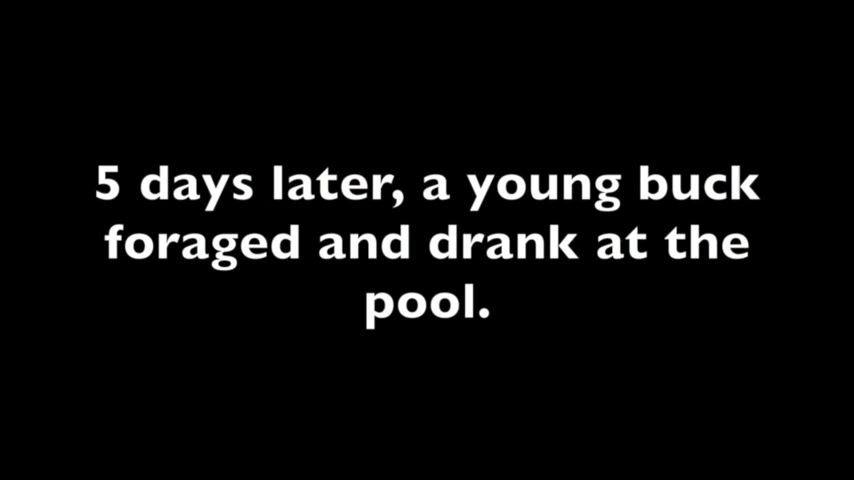 5 days later, a young buck
foraged and drank at the
pool.